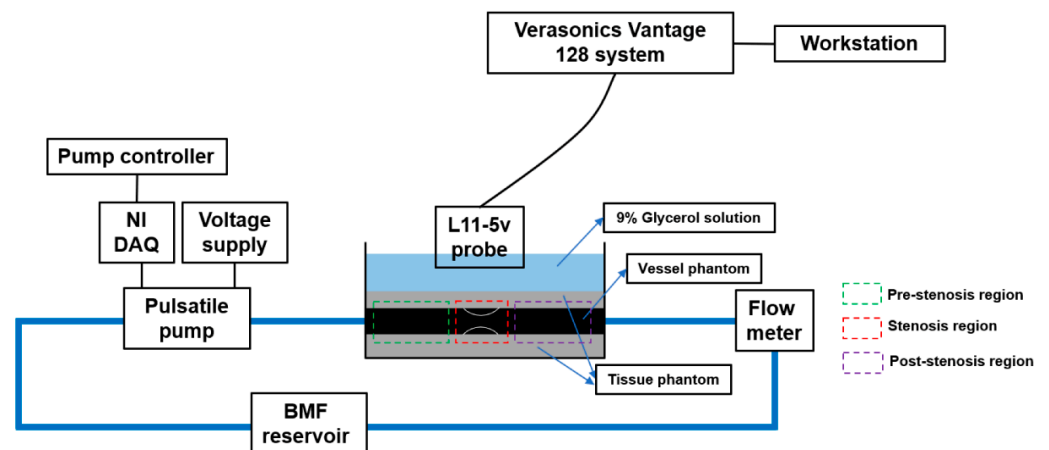 Verasonics Vantage
128 system
Workstation
Pump controller
NI
DAQ
Voltage
supply
L11-5v
probe
9% Glycerol solution
Vessel phantom
Pulsatile
pump
Flow
meter
Pre-stenosis region
Stenosis region
Post-stenosis region
Tissue phantom
BMF
reservoir